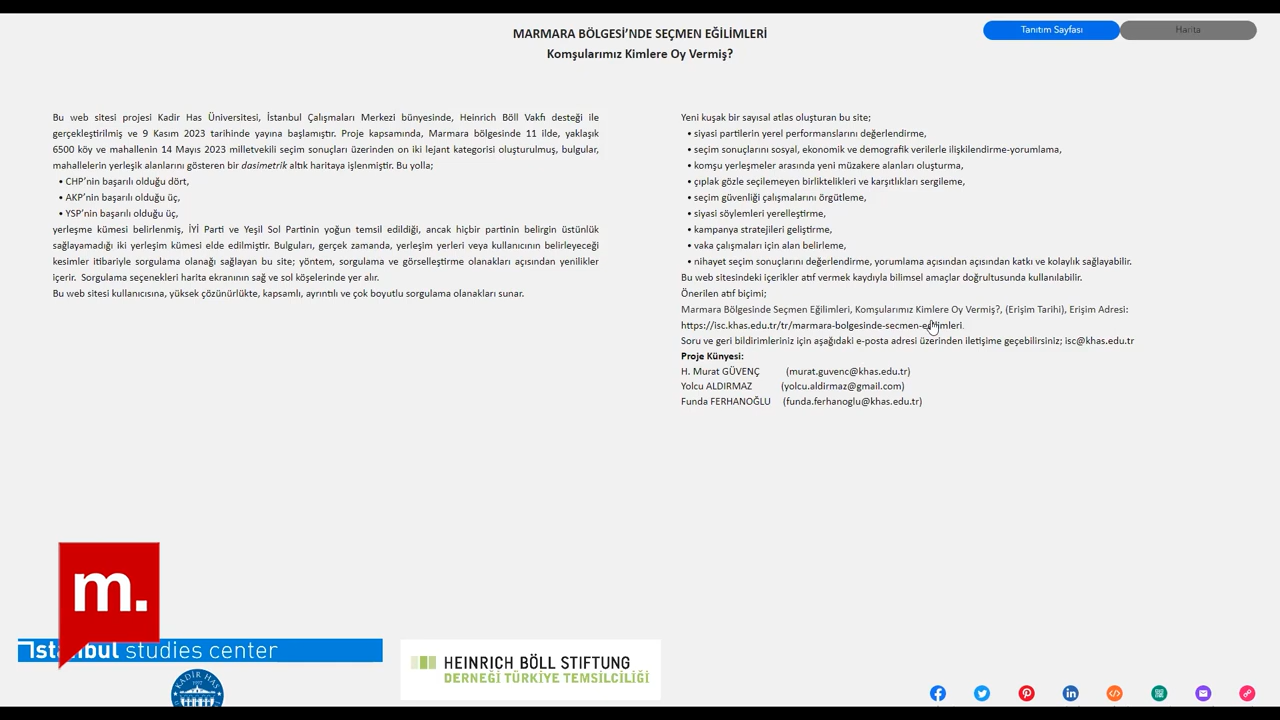 MARMARA BÖLGESİ'NDE SEÇMEN EĞİLİMLERİ
Komşularımız Kimlere Oy Vermiş?
Tanıtım Sayfası
Harita
Bu web sitesi projesi Kadir Has Üniversitesi, İstanbul Çalışmaları Merkezi bünyesinde, Heinrich Böll Vakfı desteği ile
gerçekleştirilmiş ve 9 Kasım 2023 tarihinde yayına başlamıştır. Proje kapsamında, Marmara bölgesinde 11 ilde, yaklaşık
6500 köy ve mahallenin 14 Mayıs 2023 milletvekili seçim sonuçları üzerinden on iki lejant kategorisi oluşturulmuş, bulgular,
mahallelerin yerleşik alanlarını gösteren bir dasimetrik altık haritaya işlenmiştir. Bu yolla;
• CHP'nin başarılı olduğu dört,
• AKP'nin başarılı olduğu üç,
• YSP'nin başarılı olduğu üç,
yerleşme kümesi belirlenmiş, İYİ Parti ve Yeşil Sol Partinin yoğun temsil edildiği, ancak hiçbir partinin belirgin üstünlük
sağlayamadığı iki yerleşim kümesi elde edilmiştir. Bulguları, gerçek zamanda, yerleşim yerleri veya kullanıcının belirleyeceği
kesimler itibariyle sorgulama olanağı sağlayan bu site; yöntem, sorgulama ve görselleştirme olanakları açısından yenilikler
içerir. Sorgulama seçenekleri harita ekranının sağ ve sol köşelerinde yer alır.
Bu web sitesi kullanıcısına, yüksek çözünürlükte, kapsamlı, ayrıntılı ve çok boyutlu sorgulama olanakları sunar.
Yeni kuşak bir sayısal atlas oluşturan bu site;
• siyasi partilerin yerel performanslarını değerlendirme,
• seçim sonuçlarını sosyal, ekonomik ve demografik verilerle ilişkilendirme-yorumlama,
• komşu yerleşmeler arasında yeni müzakere alanları oluşturma,
• çıplak gözle seçilemeyen birliktelikleri ve karşıtlıkları sergileme,
• seçim güvenliği çalışmalarını örgütleme,
• siyasi söylemleri yerelleştirme,
• kampanya stratejileri geliştirme,
• vaka çalışmaları için alan belirleme,
• nihayet seçim sonuçlarını değerlendirme, yorumlama açısından açısından katkı ve kolaylık sağlayabilir.
Bu web sitesindeki içerikler atıf vermek kaydıyla bilimsel amaçlar doğrultusunda kullanılabilir.
Önerilen atıf biçimi;
Marmara Bölgesinde Seçmen Eğilimleri, Komşularımız Kimlere Oy Vermiş?, (Erişim Tarihi), Erişim Adresi:
https://isc.khas.edu.tr/tr/marmara-bolgesinde-secmen-egilimleri.
Soru ve geri bildirimleriniz için aşağıdaki e-posta adresi üzerinden iletişime geçebilirsiniz; isc@khas.edu.tr
Proje Künyesi:
H. Murat GÜVENÇ (murat.guvenc@khas.edu.tr)
Yolcu ALDIRMAZ (yolcu.aldirmaz@gmail.com)
Funda FERHANOĞLU (funda.ferhanoglu@khas.edu.tr)
m.
istanbul studies center
KADİR HAS
HEINRICH BÖLL STIFTUNG
DERNEĞİ TÜRKİYE TEMSİLCİLİĞİ